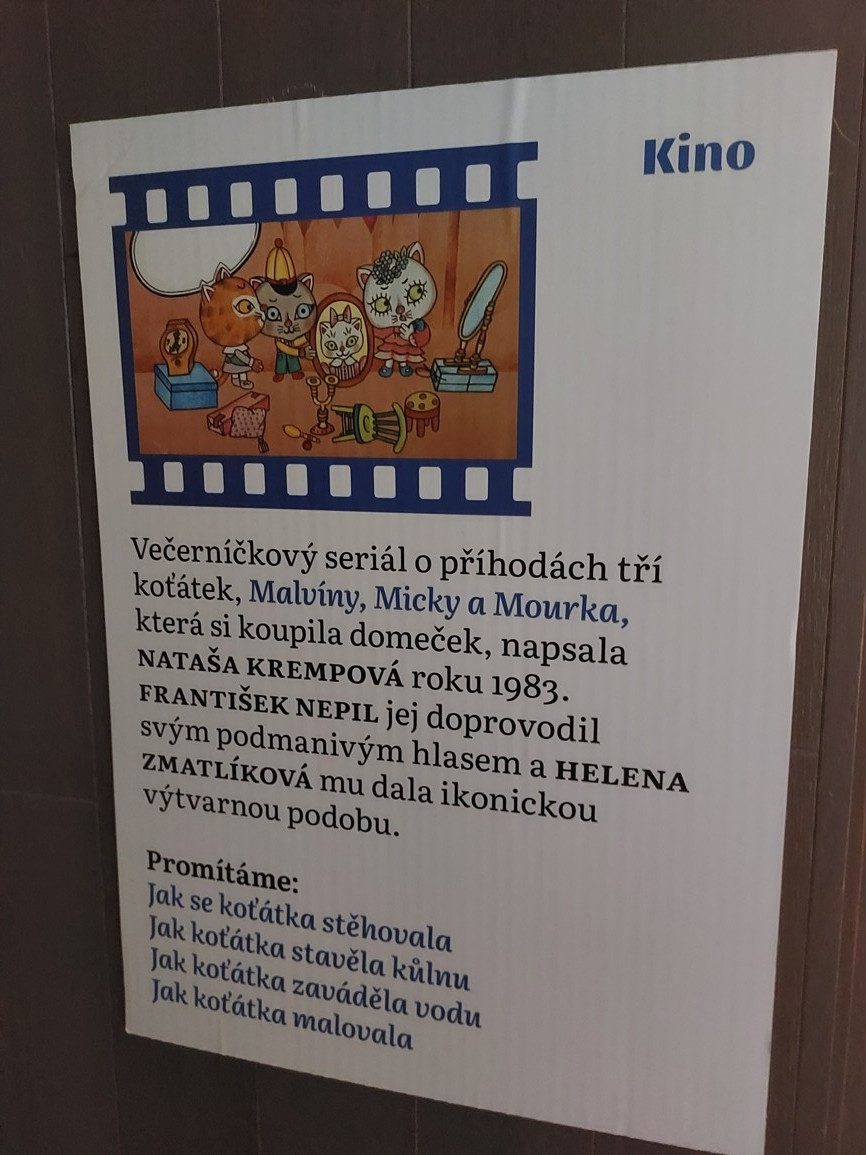 Kino
Večerníčkový seriál o příhodách tří
koťátek, Malvíny, Micky a Mourka,
která si koupila domeček, napsala
NATAŠA KREMPOVÁ roku 1983.
FRANTIŠEK NEPIL jej doprovodil
svým podmanivým hlasem a HELENA
ZMATLÍKOVÁ mu dala ikonickou
výtvarnou podobu.
Promítáme:
Jak se koťátka stěhovala
Jak koťátka stavěla kůlnu
Jak koťátka zaváděla vodu
Jak koťátka malovala